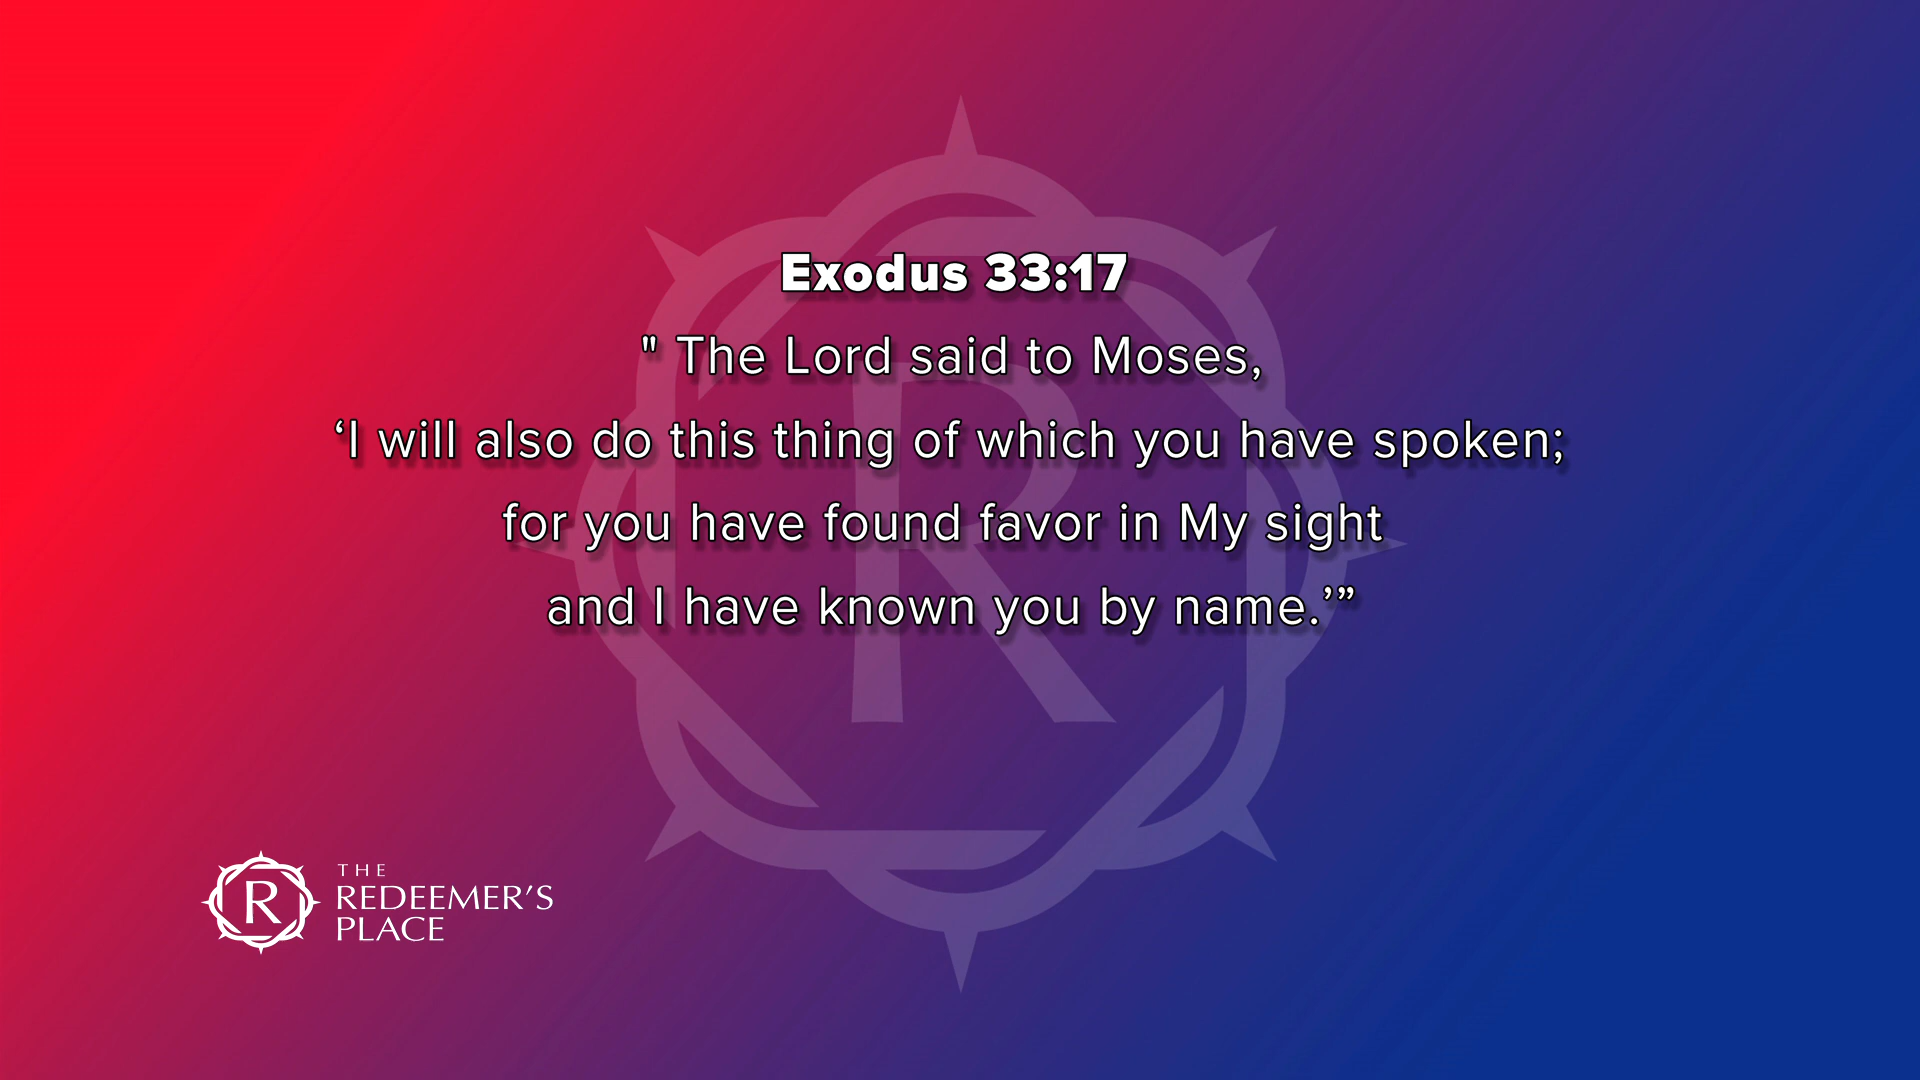 Exodus 33:17
" The Lord said to Moses,
‘I will also do this thing of which you have spoken;
for you have found favor in My sight
and I have known you by name.’”
R
THE
REDEEMER’S
PLACE
R